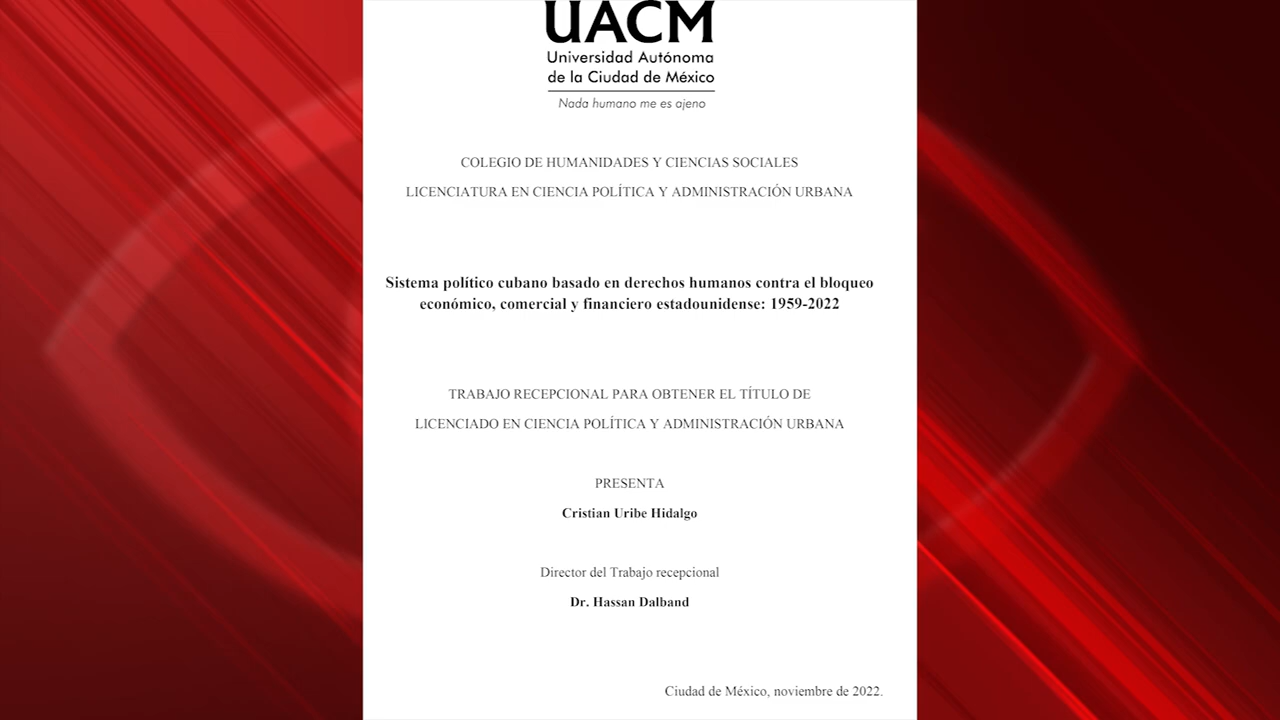 UACM
Universidad Autónoma
de la Ciudad de México
Nada humano me es ajeno
COLEGIO DE HUMANIDADES Y CIENCIAS SOCIALES
LICENCIATURA EN CIENCIA POLÍTICA Y ADMINISTRACIÓN URBANA
Sistema político cubano basado en derechos humanos contra el bloqueo
económico, comercial y financiero estadounidense: 1959-2022
TRABAJO RECEPCIONAL PARA OBTENER EL TÍTULO DE
LICENCIADO EN CIENCIA POLÍTICA Y ADMINISTRACIÓN URBANA
PRESENTA
Cristian Uribe Hidalgo
Director del Trabajo recepcional
Dr. Hassan Dalband
Ciudad de México, noviembre de 2022.